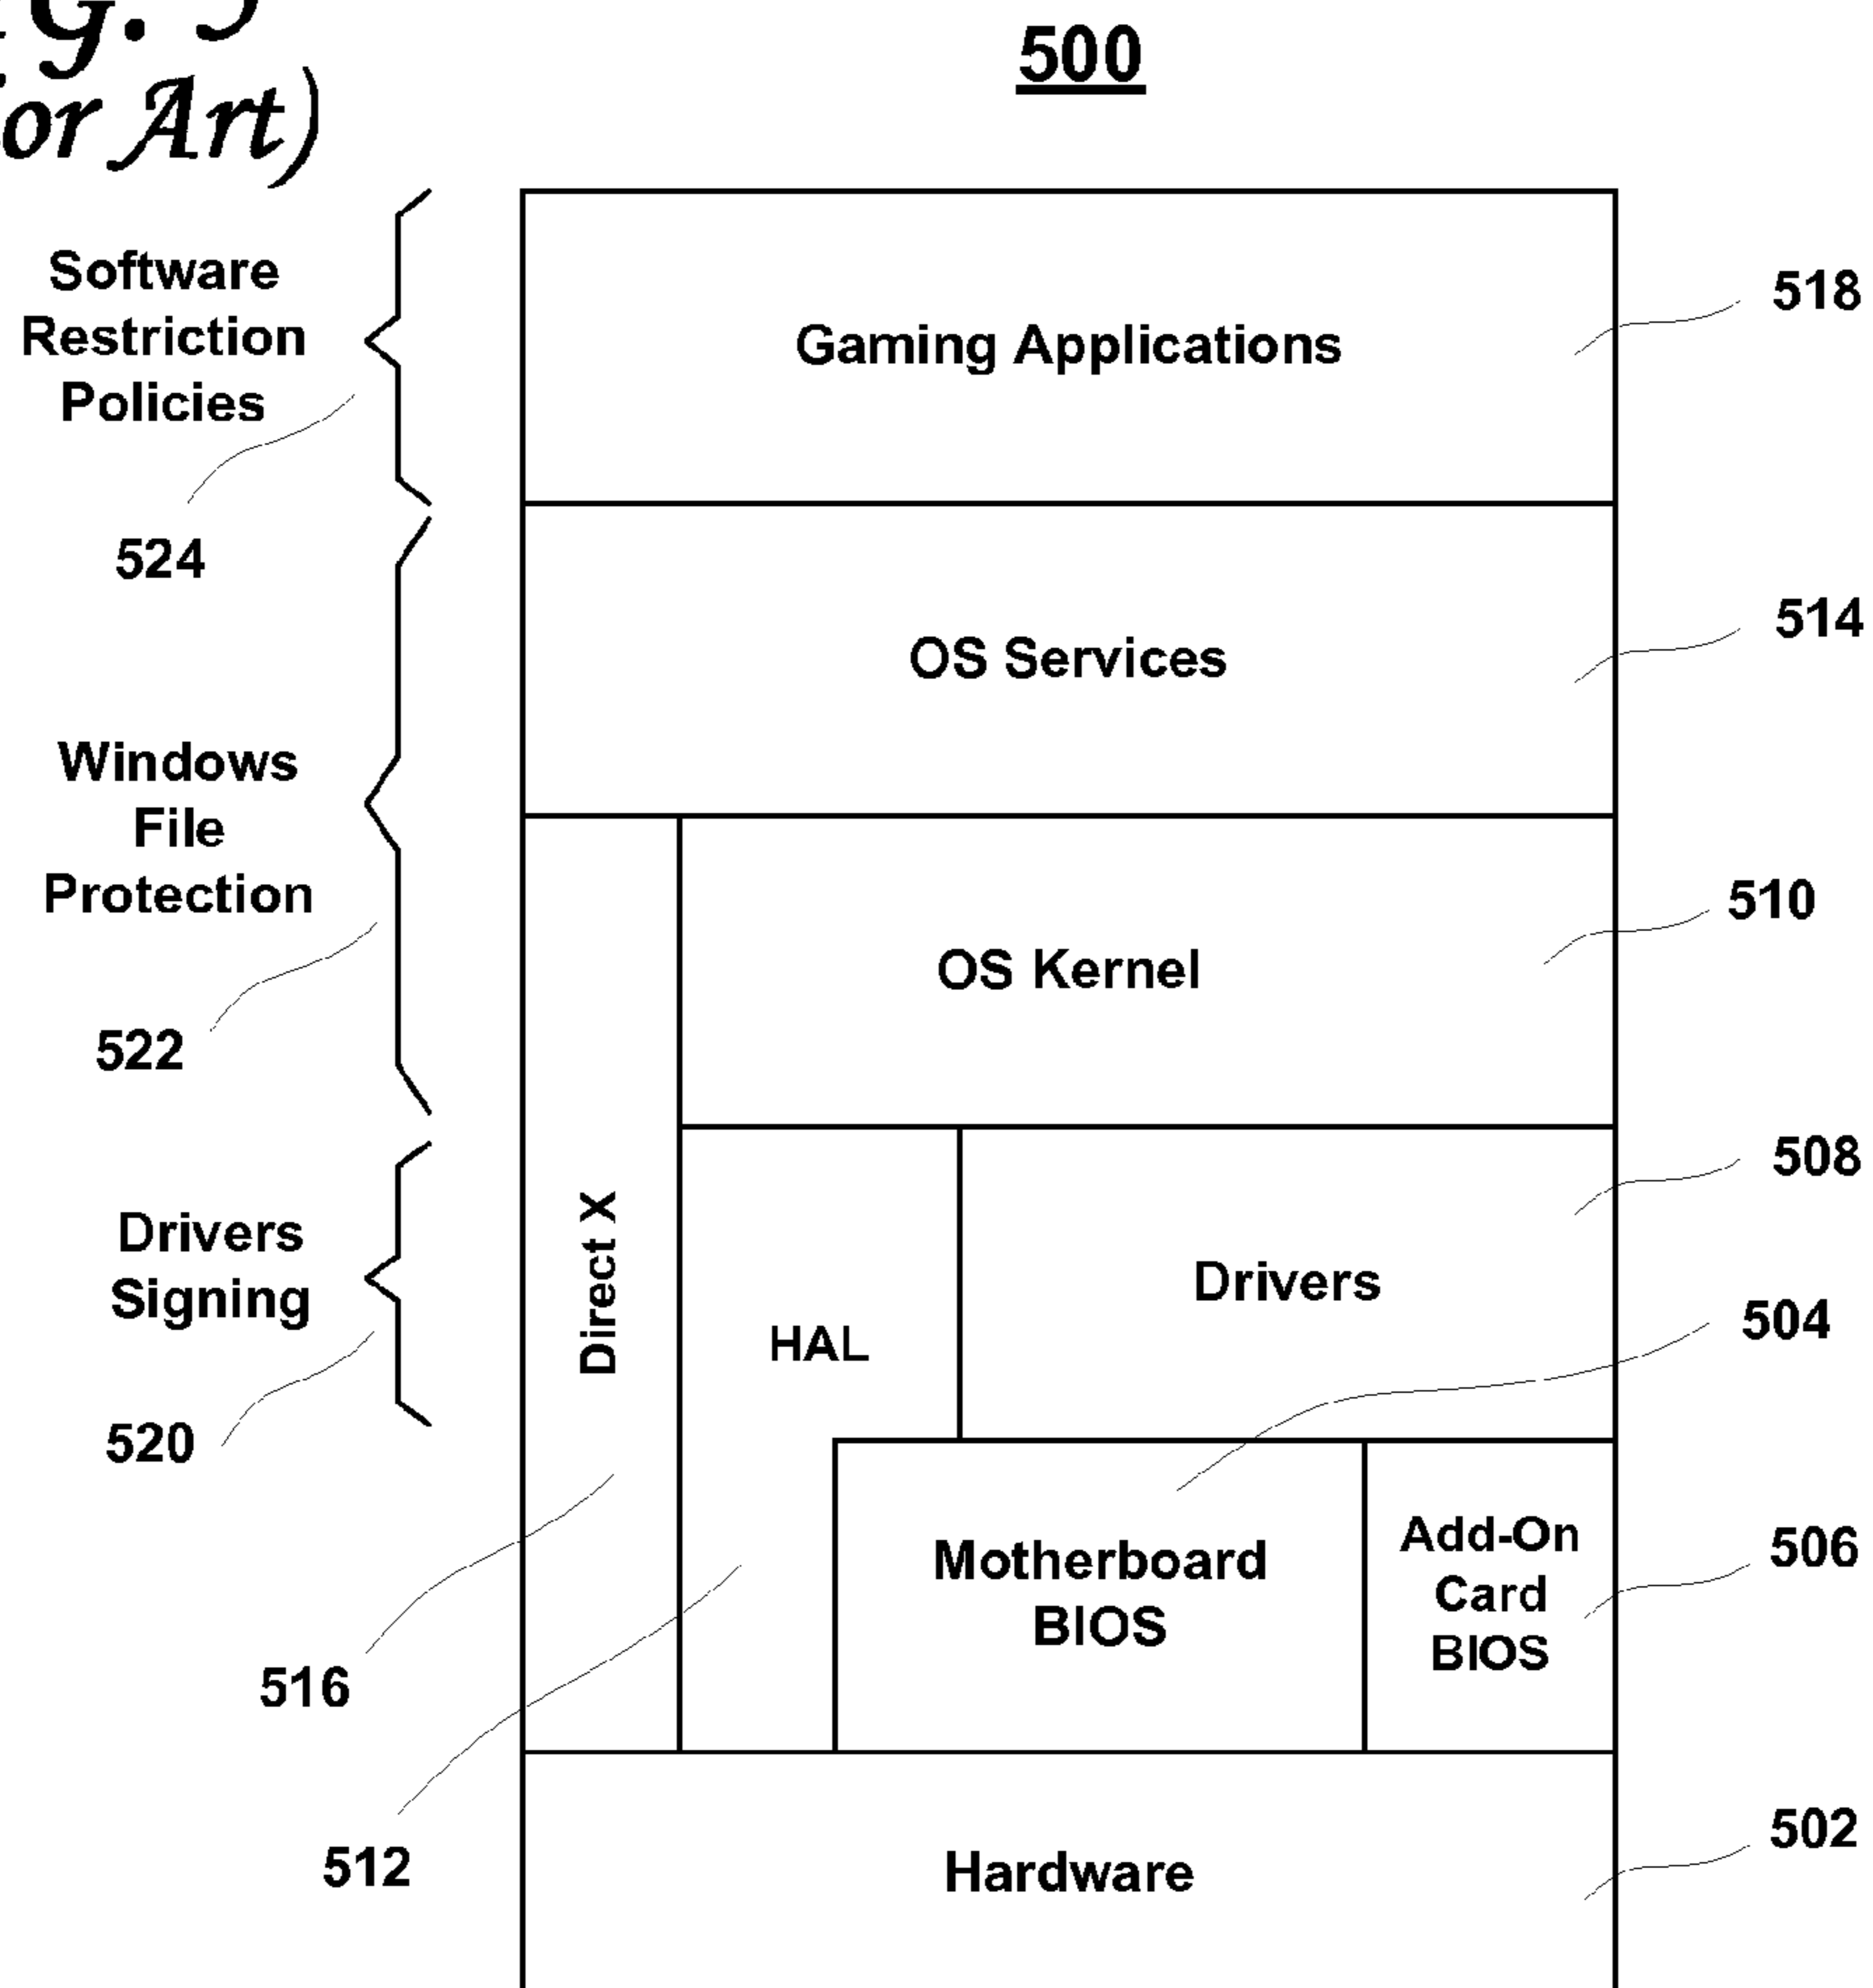 G. 5
or Art)
500
Software
Restriction
Policies
524
Gaming Applications
518
OS Services
514
Windows
File
Protection
522
OS Kernel
510
Drivers
Signing
520
Direct X
516
HAL
512
Drivers
508
504
Motherboard
BIOS
Add-On
Card
BIOS
506
Hardware
502